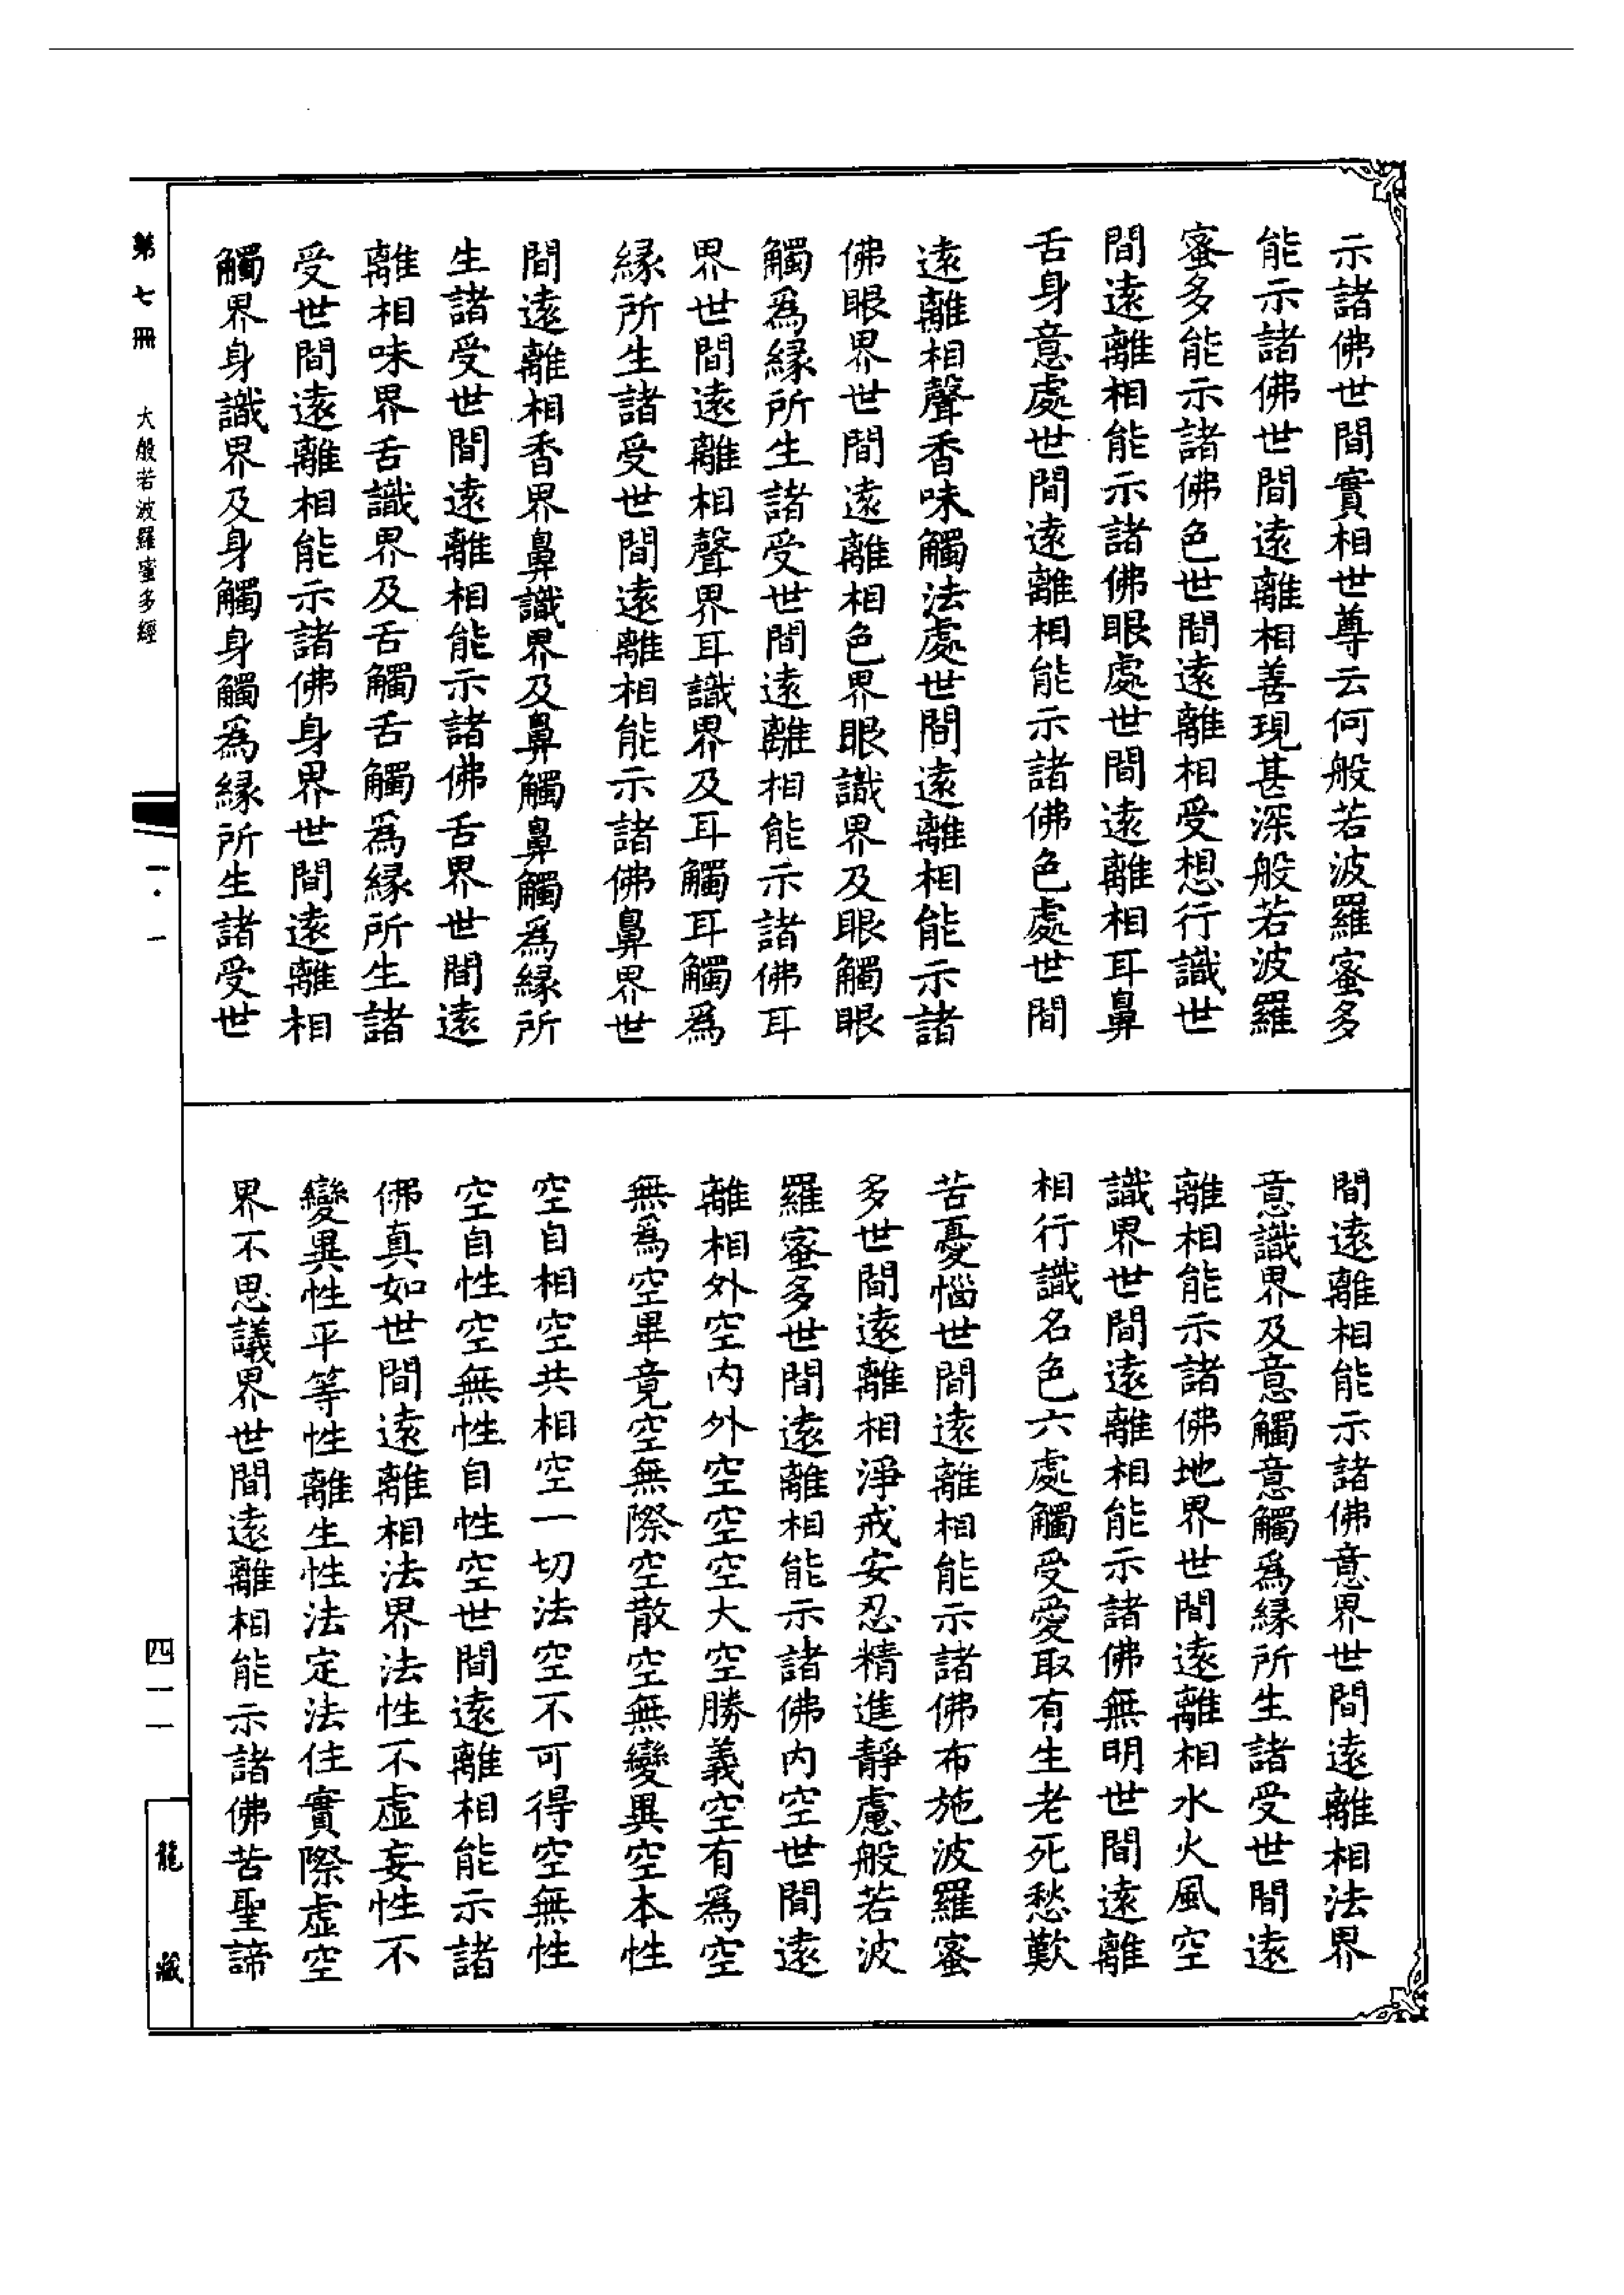 示諸佛世間實相世尊云何般若波羅蜜多
能示諸佛世間遠離相善現甚深般若波羅
蜜多能示諸佛色世間遠離相受想行識世
間遠離相能示諸佛眼處世間遠離相耳鼻
舌身意處世間遠離相能示諸佛色處世間
遠離相聲香味觸法處世間遠離相能示諸
佛眼界世間遠離相色界眼識界及眼觸眼
觸為緣所生諸受世間遠離相能示諸佛耳
界世間遠離相聲界耳識界及耳觸耳觸為
緣所生諸受世間遠離相能示諸佛鼻界世
間遠離相香界鼻識界及鼻觸鼻觸為緣所
生諸受世間遠離相能示諸佛舌界世間遠
離相味界舌識界及舌觸舌觸為緣所生諸
受世間遠離相能示諸佛身界世間遠離相
觸界身識界及身觸身觸為緣所生諸受世
間遠離相能示諸佛意界世間遠離相法界
意識界及意觸意觸為緣所生諸受世間遠
離相能示諸佛地界世間遠離相水火風空
識界世間遠離相能示諸佛無明世間遠離
相行識名色六處觸受愛取有生老死愁歎
苦憂惱世間遠離相能示諸佛布施波羅蜜
多世間遠離相淨戒安忍精進靜慮般若波
羅蜜多世間遠離相能示諸佛內空世間遠
離相外空內外空空空大空勝義空有為空
無為空畢竟空無際空散空無變異空本性
空自相空共相空一切法空不可得空無性
空自性空無性自性空世間遠離相能示諸
佛真如世間遠離相法界法性不虛妄性不
變異性平等性離生性法定法住實際虛空
界不思議界世間遠離相能示諸佛苦聖諦
第七冊 大般若波羅蜜多經
一·一
四一一
龍藏